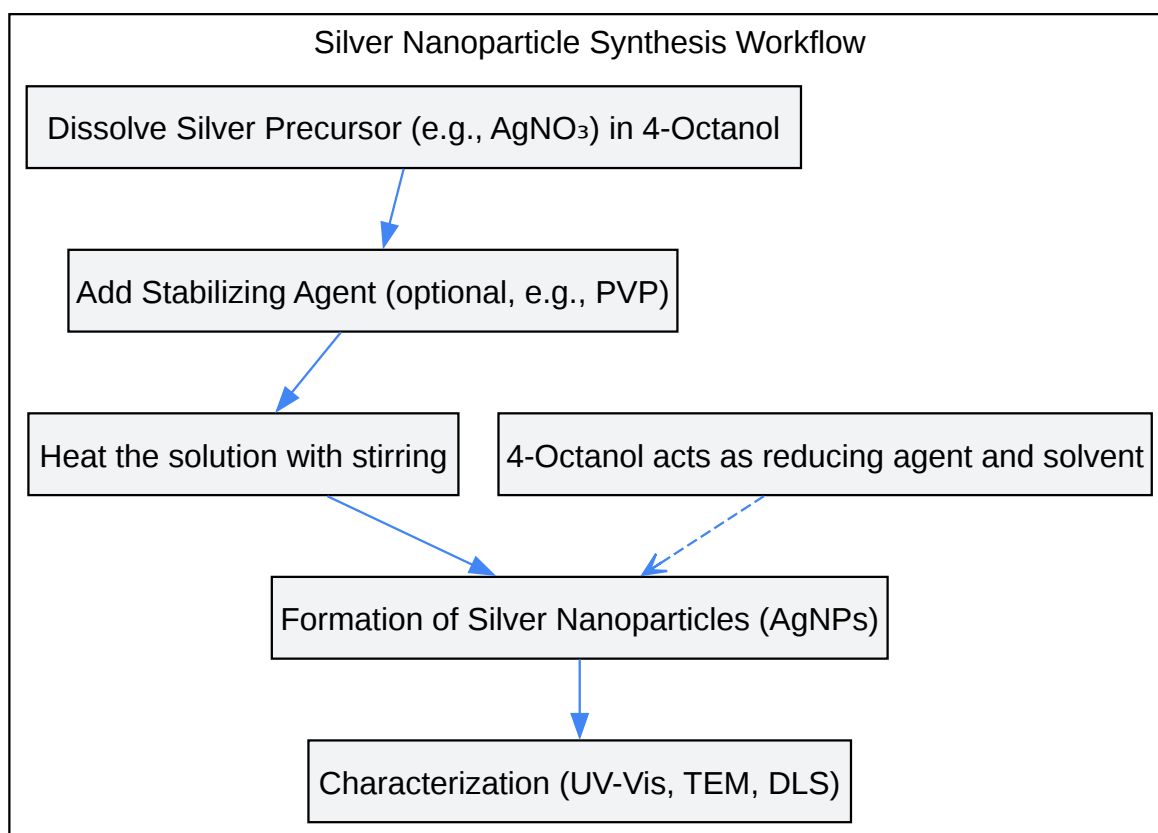 Silver Nanoparticle Synthesis Workflow
Dissolve Silver Precursor (e.g., AgNO₃) in 4-Octanol
Add Stabilizing Agent (optional, e.g., PVP)
Heat the solution with stirring
4-Octanol acts as reducing agent and solvent
Formation of Silver Nanoparticles (AgNPs)
Characterization (UV-Vis, TEM, DLS)